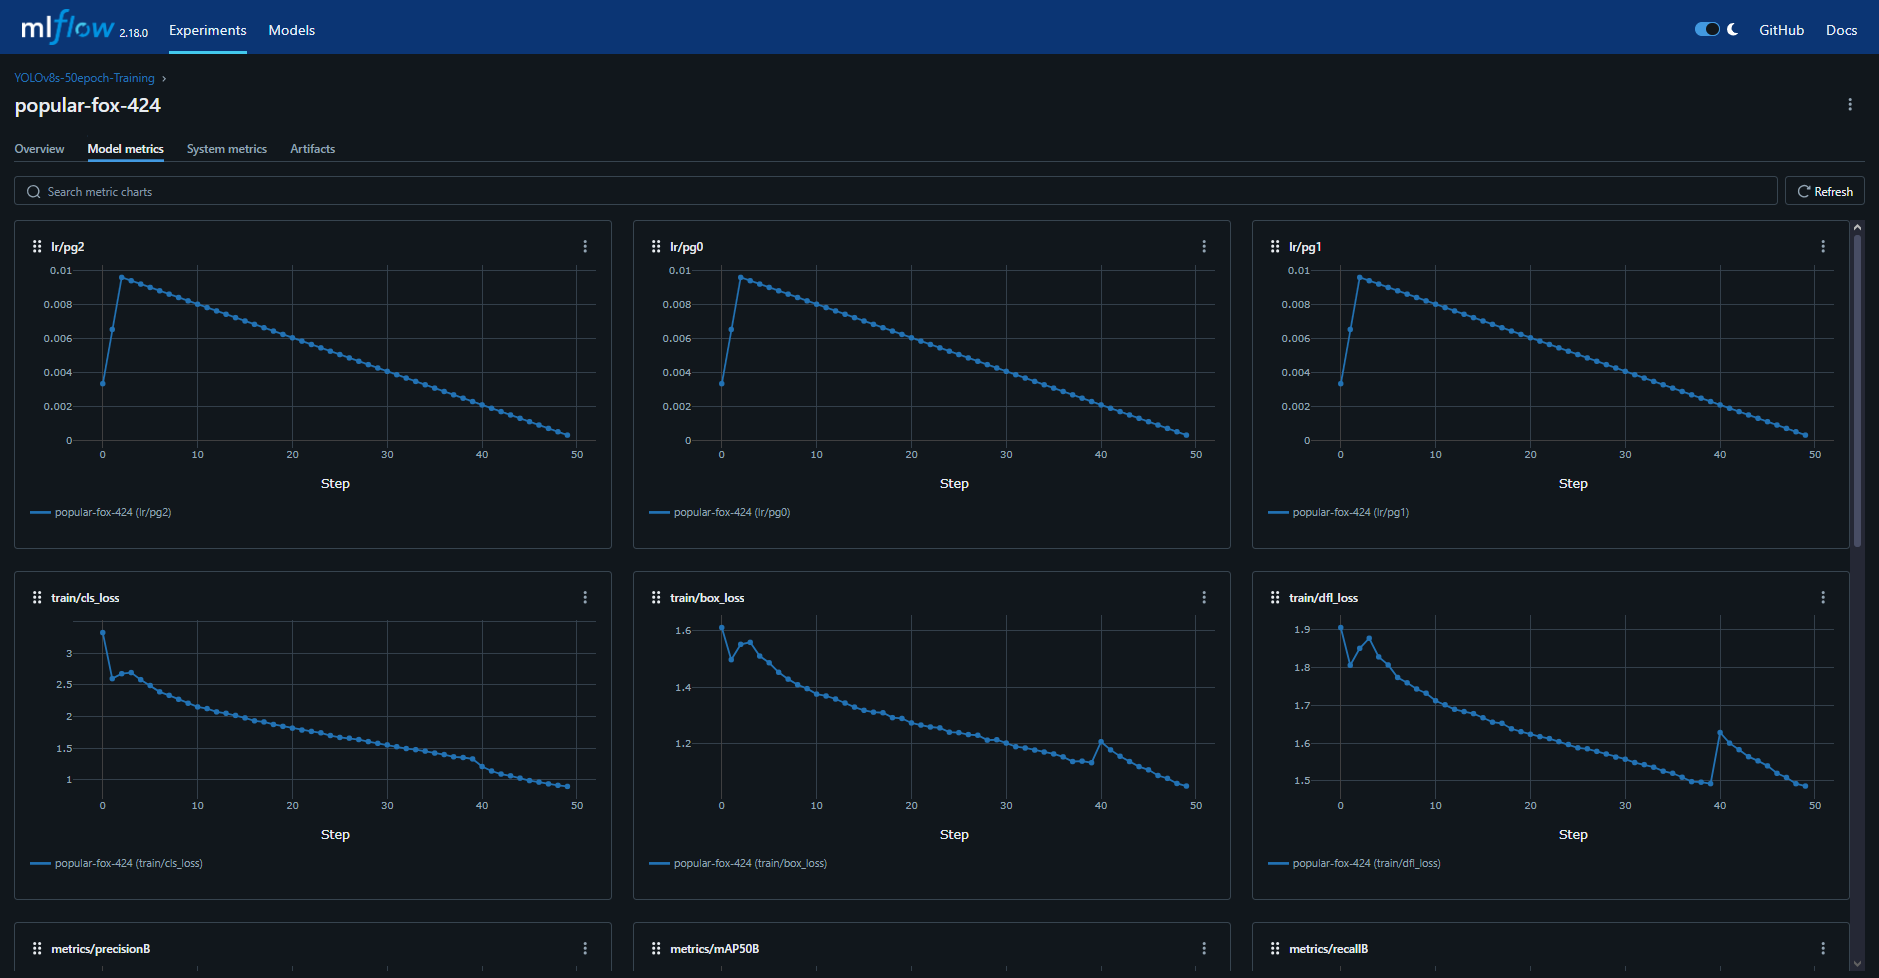 mlflow 2.18.0 Experiments Models GitHub Docs
YOLOv8s-50epoch-Training ›
popular-fox-424
Overview Model metrics System metrics Artifacts
Search metric charts Refresh
lr/pg2
0.01
0.008
0.006
0.004
0.002
0
0 10 20 30 40 50
Step
popular-fox-424 (lr/pg2)
lr/pg0
0.01
0.008
0.006
0.004
0.002
0
0 10 20 30 40 50
Step
popular-fox-424 (lr/pg0)
lr/pg1
0.01
0.008
0.006
0.004
0.002
0
0 10 20 30 40 50
Step
popular-fox-424 (lr/pg1)
train/cls_loss
3
2.5
2
1.5
1
0 10 20 30 40 50
Step
popular-fox-424 (train/cls_loss)
train/box_loss
1.6
1.4
1.2
0 10 20 30 40 50
Step
popular-fox-424 (train/box_loss)
train/dfl_loss
1.9
1.8
1.7
1.6
1.5
0 10 20 30 40 50
Step
popular-fox-424 (train/dfl_loss)
metrics/precisionB
metrics/mAP50B
metrics/recallB